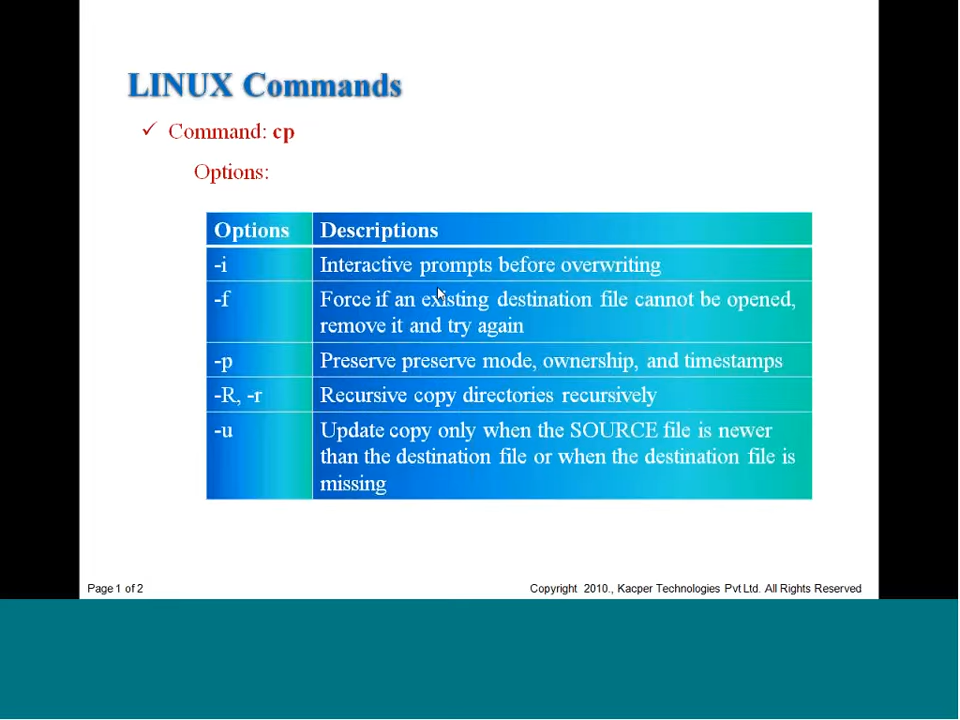 LINUX Commands
✓ Command: cp
Options:
Options Descriptions
-i Interactive prompts before overwriting
-f Force if an existing destination file cannot be opened,
remove it and try again
-p Preserve preserve mode, ownership, and timestamps
-R, -r Recursive copy directories recursively
-u Update copy only when the SOURCE file is newer
than the destination file or when the destination file is
missing
Page 1 of 2 Copyright 2010., Kacper Technologies Pvt Ltd. All Rights Reserved